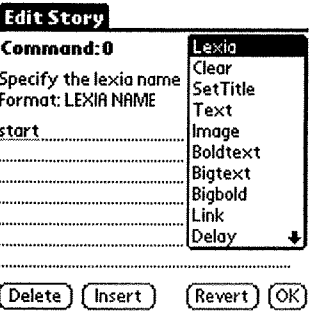 Edit Story
Command: 0
Specify the lexia name
Format: LEXIA NAME
start
Lexia
Clear
SetTitle
Text
Image
Boldtext
Bigtext
Bigbold
Link
Delay
Delete Insert Revert OK